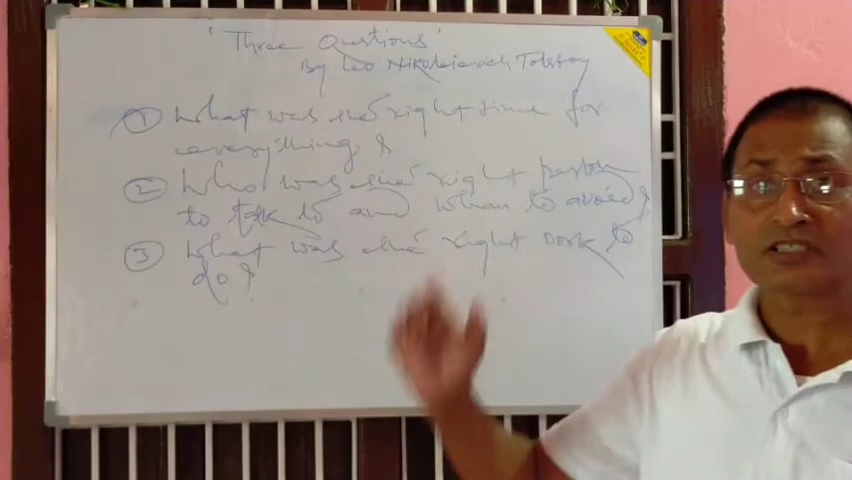 'Three Questions'
By Leo Nikolaievich Tolstoy
① What was the right time for
everything?
② Who was the right person
to talk to and whom to avoid?
③ What was the right work to
do?